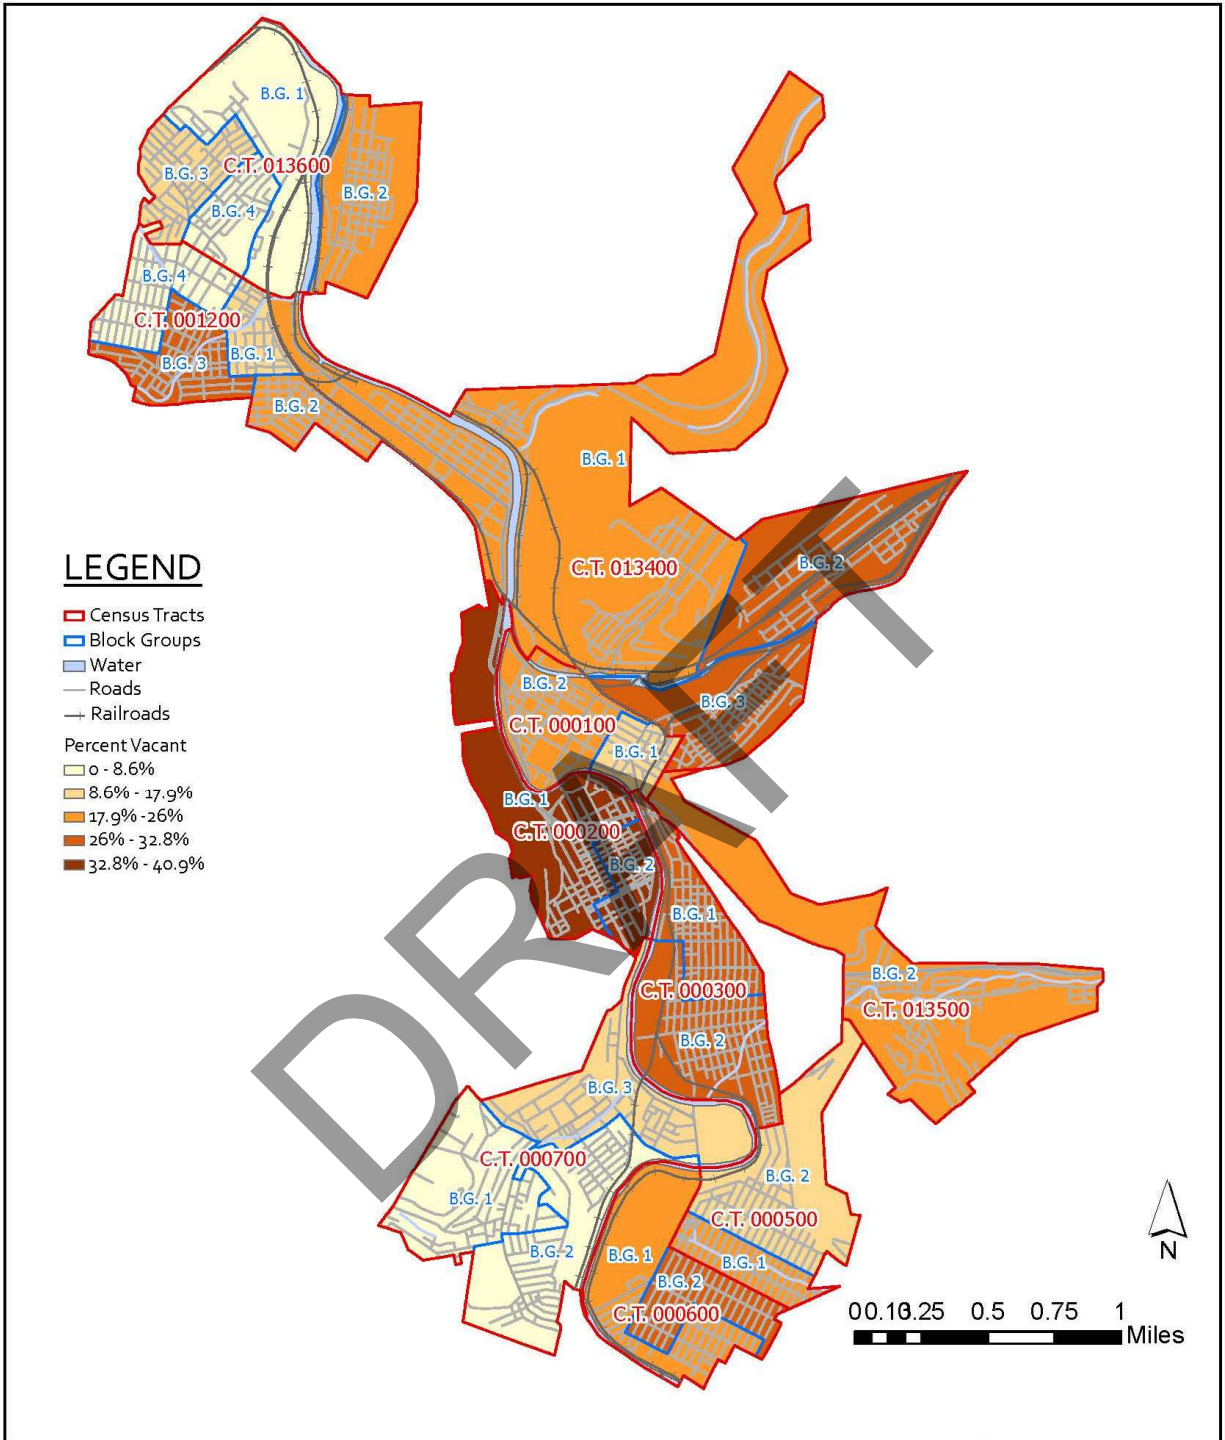 B.G. 1
C.T. 013600
B.G. 3
B.G. 2
B.G. 4
B.G. 4
C.T. 001200
B.G. 1
B.G. 3
B.G. 2
B.G. 1
C.T. 013400
B.G. 2
LEGEND
Census Tracts
Block Groups
Water
Roads
Railroads
Percent Vacant
0 - 8.6%
8.6% - 17.9%
17.9% -26%
26% - 32.8%
32.8% - 40.9%
B.G. 2
B.G. 3
C.T. 000100
B.G. 1
B.G. 1
C.T. 000200
B.G. 2
B.G. 1
B.G. 2
C.T. 000300
C.T. 013500
B.G. 2
DRAFT
B.G. 3
C.T. 000700
B.G. 2
B.G. 1
C.T. 000500
B.G. 2
B.G. 1
B.G. 1
B.G. 2
C.T. 000600
N
0 0.13 0.25 0.5 0.75 1
Miles